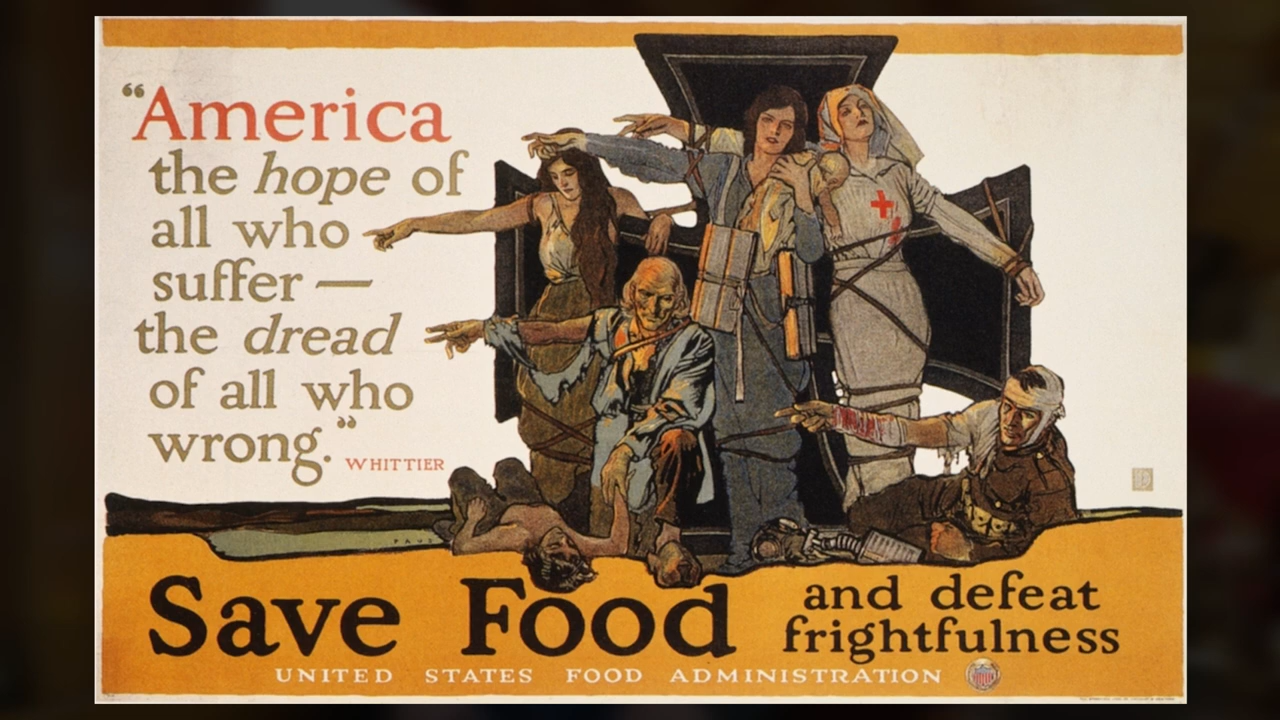 “America
the hope of
all who
suffer —
the dread
of all who
wrong.”
WHITTIER
PAUS
Save Food
and defeat
frightfulness
UNITED STATES FOOD ADMINISTRATION